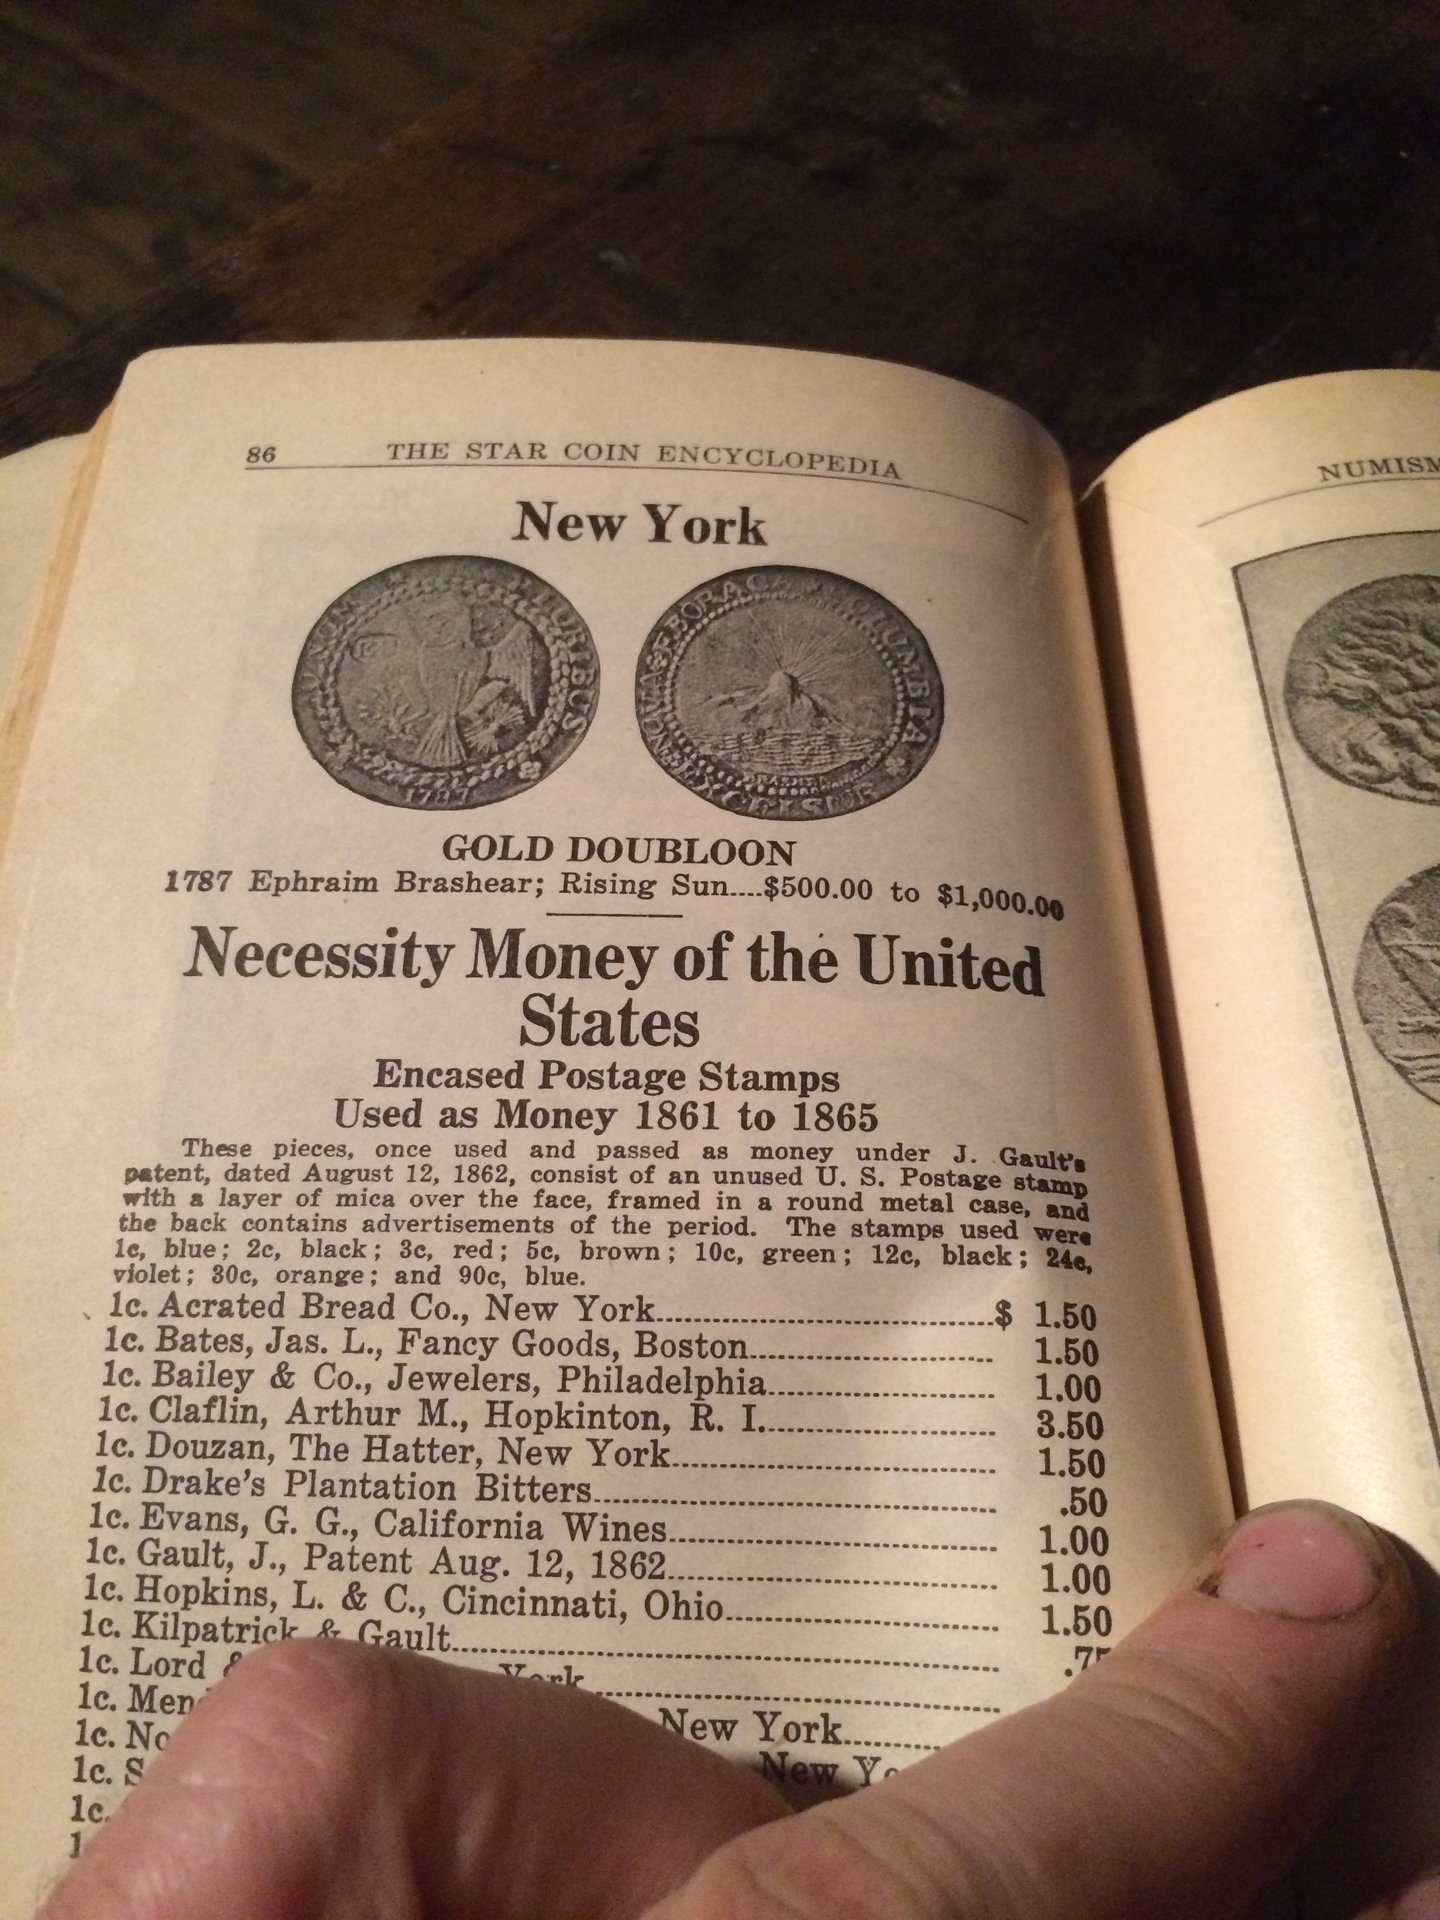 86 THE STAR COIN ENCYCLOPEDIA
New York
PLURIBUS
1787
NOVA EBORACA COLUMBIA
EXCELSIOR
GOLD DOUBLOON
1787 Ephraim Brashear; Rising Sun....$500.00 to $1,000.00
Necessity Money of the United
States
Encased Postage Stamps
Used as Money 1861 to 1865
These pieces, once used and passed as money under J. Gault's
patent, dated August 12, 1862, consist of an unused U. S. Postage stamp
with a layer of mica over the face, framed in a round metal case, and
the back contains advertisements of the period. The stamps used were
1c, blue; 2c, black; 3c, red; 5c, brown; 10c, green; 12c, black; 24c,
violet; 30c, orange; and 90c, blue.
1c. Acrated Bread Co., New York....................................$ 1.50
1c. Bates, Jas. L., Fancy Goods, Boston.......................... 1.50
1c. Bailey & Co., Jewelers, Philadelphia........................ 1.00
1c. Claflin, Arthur M., Hopkinton, R. I......................... 3.50
1c. Douzan, The Hatter, New York.................................. 1.50
1c. Drake's Plantation Bitters.......................................... .50
1c. Evans, G. G., California Wines.................................. 1.00
1c. Gault, J., Patent Aug. 12, 1862.................................. 1.00
1c. Hopkins, L. & C., Cincinnati, Ohio............................ 1.50
1c. Kilpatrick & Gault...................................................... .75
1c. Lord & York..........................................
1c. New York..........
1c. New
1c.
1c.
NUMISM